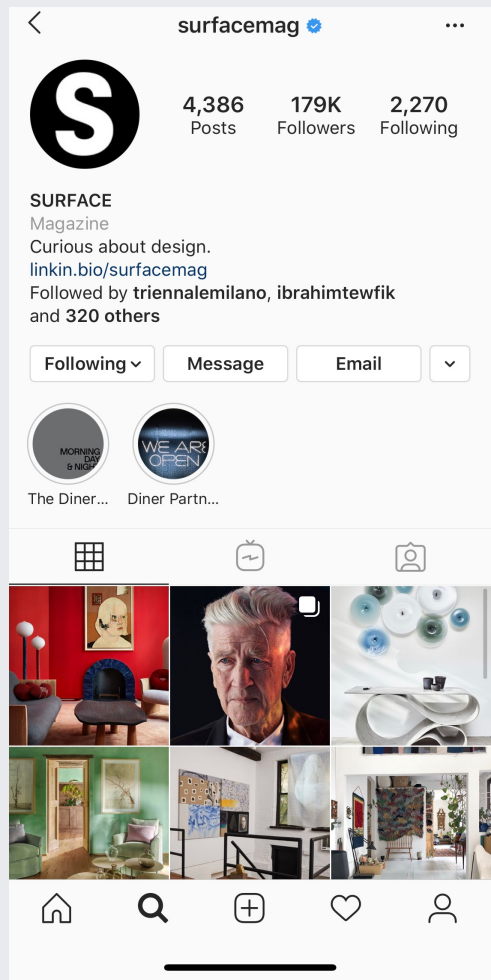 surfacemag
S
4,386 179K 2,270
Posts Followers Following
SURFACE
Magazine
Curious about design.
linkin.bio/surfacemag
Followed by triennalemilano, ibrahimtewfik
and 320 others
Following Message Email
MORNING
DAY
& NIGHT
WE ARE
OPEN
The Diner... Diner Partn...